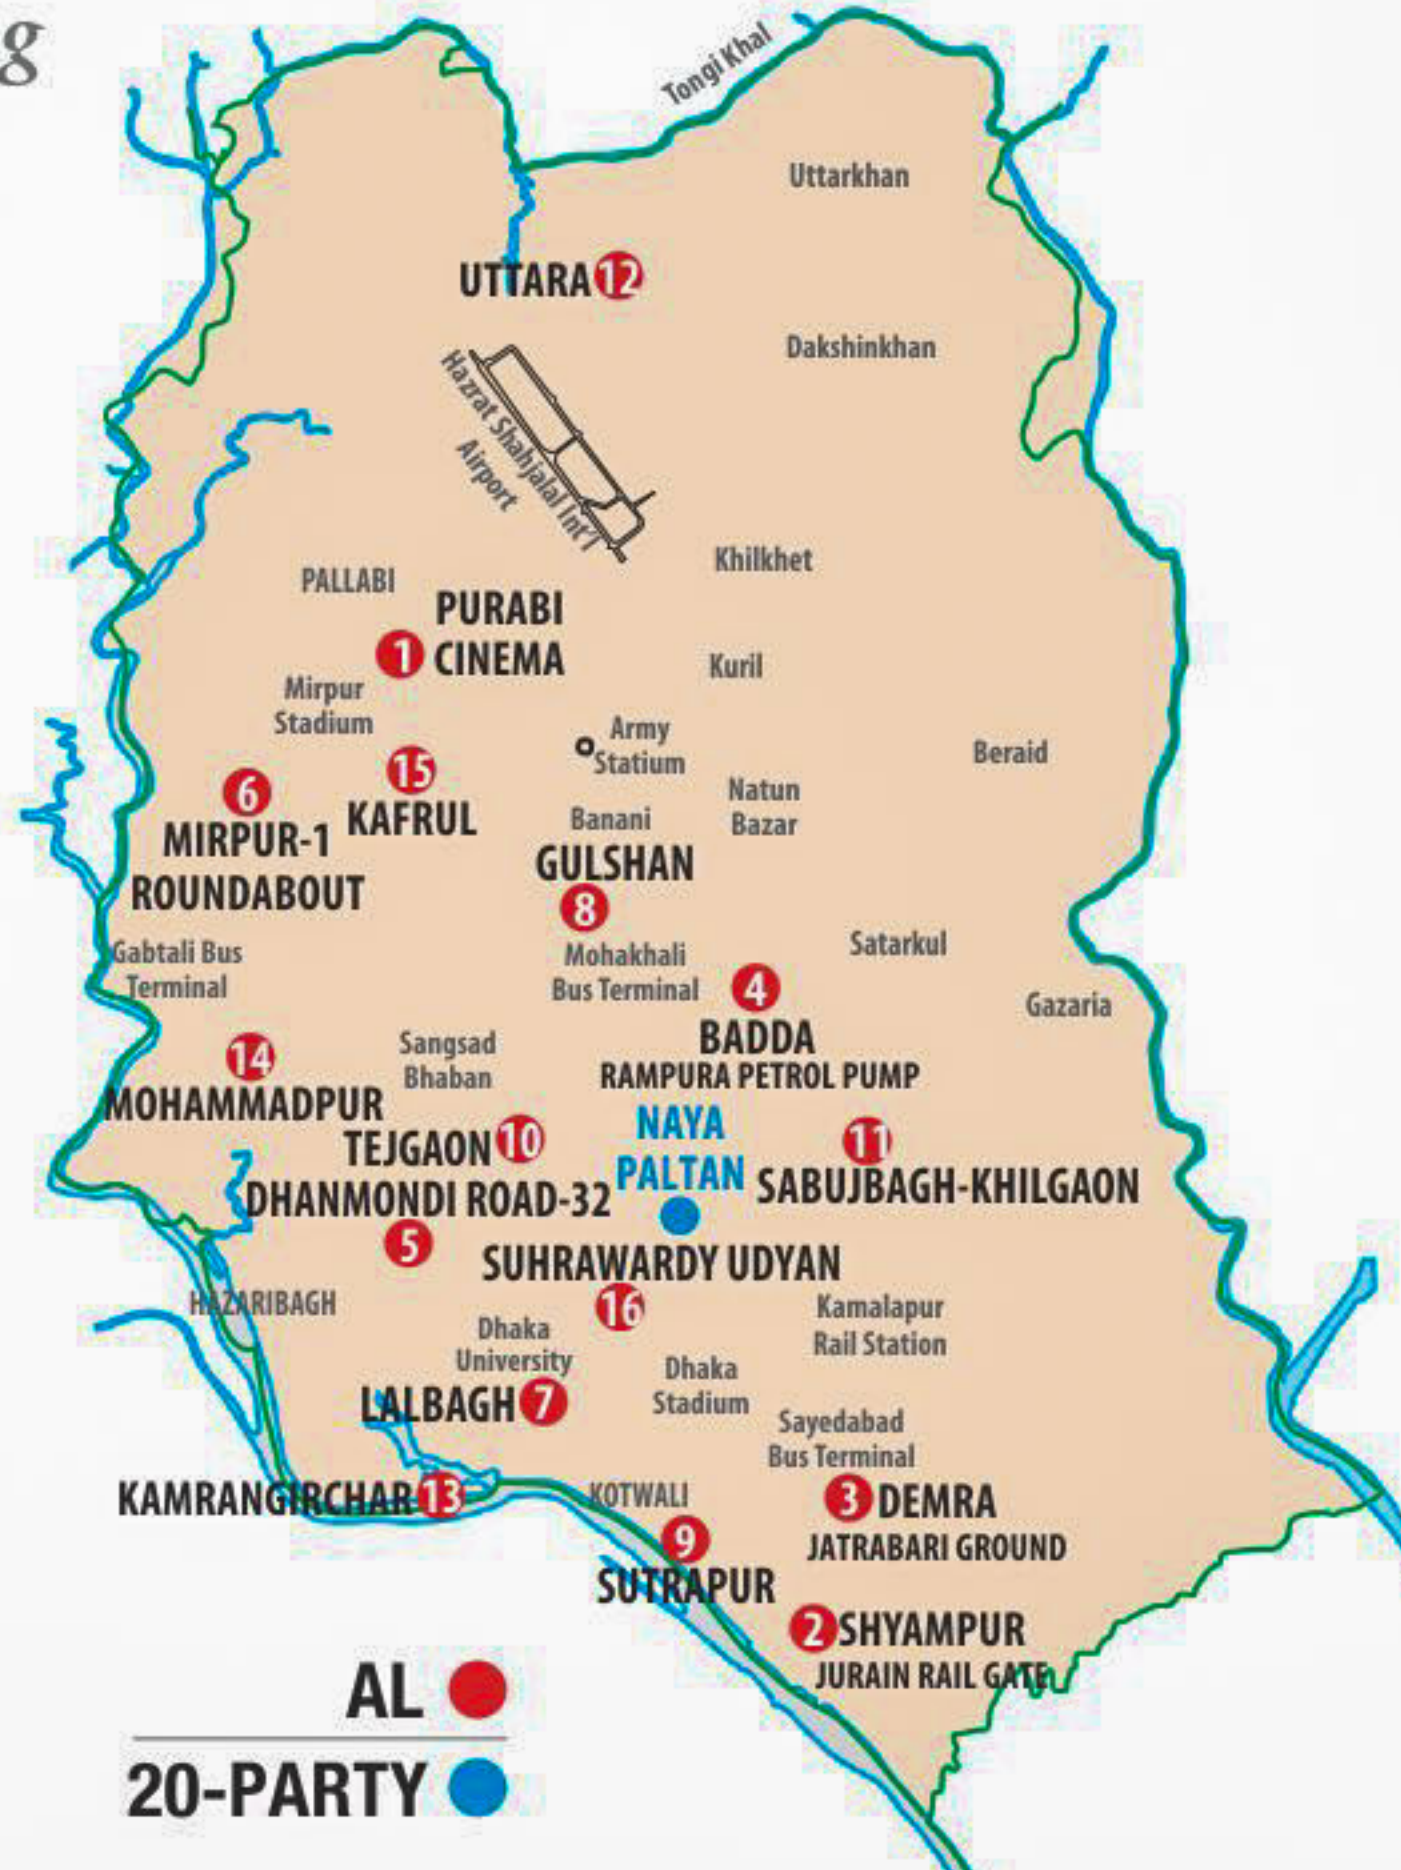 g
Tongi Khal
Uttarkhan
UTTARA 12
Dakshinkhan
Hazrat Shahjalal Int'l
Airport
Khilkhet
PALLABI
PURABI
1 CINEMA
Kuril
Mirpur
Stadium
Army
Statium
Beraid
15
KAFRUL
6
MIRPUR-1
ROUNDABOUT
Natun
Bazar
Banani
GULSHAN
8
Gabtali Bus
Terminal
Mohakhali
Bus Terminal
Satarkul
4
BADDA
RAMPURA PETROL PUMP
Gazaria
14
MOHAMMADPUR
Sangsad
Bhaban
TEJGAON 10
NAYA
PALTAN
11
SABUJBAGH-KHILGAON
DHANMONDI ROAD-32
5
SUHRAWARDY UDYAN
16
HAZARIBAGH
Kamalapur
Rail Station
Dhaka
University
LALBAGH 7
Dhaka
Stadium
Sayedabad
Bus Terminal
KAMRANGIRCHAR 13
KOTWALI
3 DEMRA
JATRABARI GROUND
9
SUTRAPUR
2 SHYAMPUR
JURAIN RAIL GATE
AL
20-PARTY